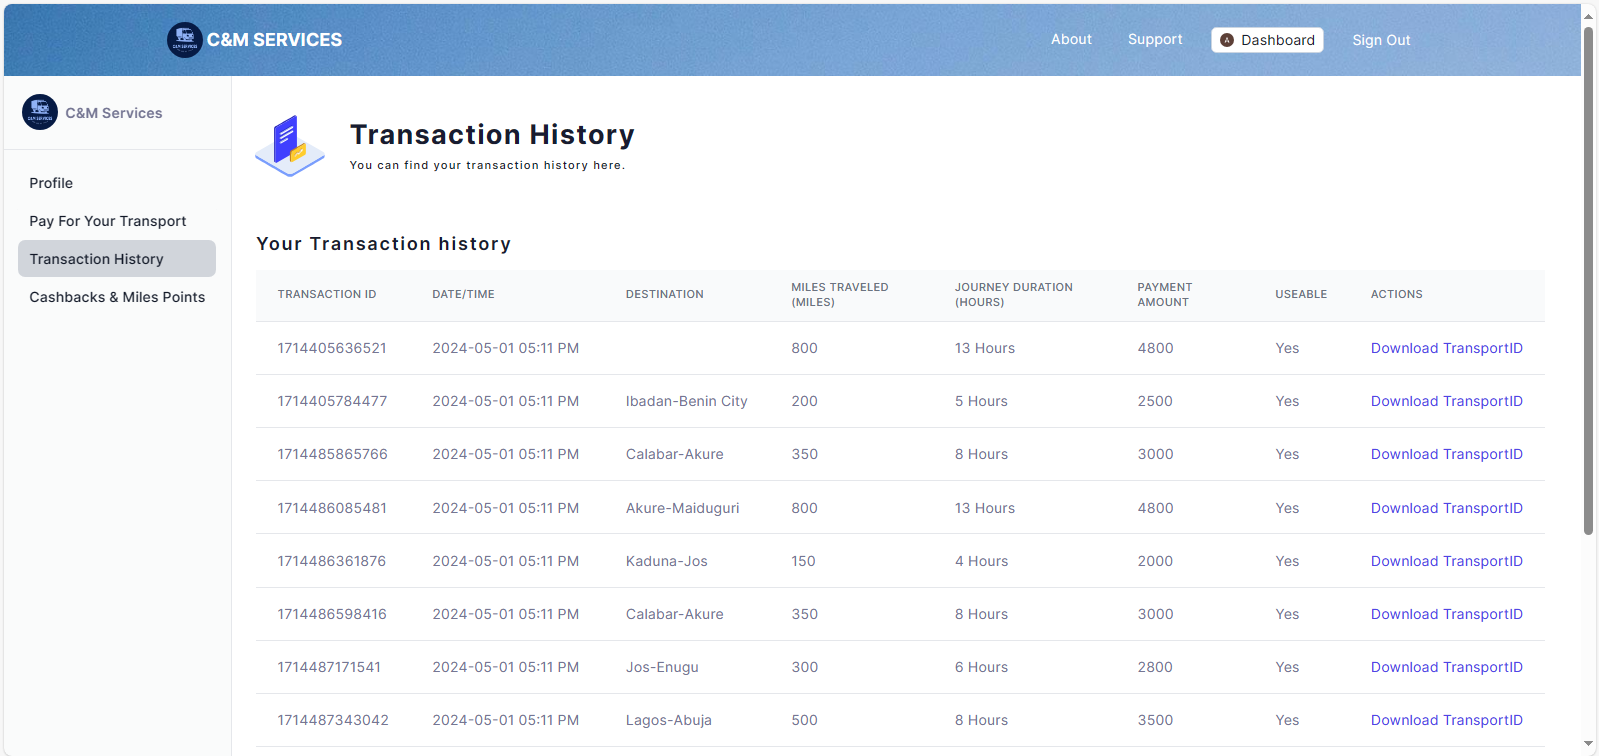 C&M SERVICES
About
Support
Dashboard
Sign Out
C&M Services
Profile
Pay For Your Transport
Transaction History
Cashbacks & Miles Points
Transaction History
You can find your transaction history here.
Your Transaction history
TRANSACTION ID DATE/TIME DESTINATION MILES TRAVELED (MILES) JOURNEY DURATION (HOURS) PAYMENT AMOUNT USEABLE ACTIONS
1714405636521 2024-05-01 05:11 PM 800 13 Hours 4800 Yes Download TransportID
1714405784477 2024-05-01 05:11 PM Ibadan-Benin City 200 5 Hours 2500 Yes Download TransportID
1714485865766 2024-05-01 05:11 PM Calabar-Akure 350 8 Hours 3000 Yes Download TransportID
1714486085481 2024-05-01 05:11 PM Akure-Maiduguri 800 13 Hours 4800 Yes Download TransportID
1714486361876 2024-05-01 05:11 PM Kaduna-Jos 150 4 Hours 2000 Yes Download TransportID
1714486598416 2024-05-01 05:11 PM Calabar-Akure 350 8 Hours 3000 Yes Download TransportID
1714487171541 2024-05-01 05:11 PM Jos-Enugu 300 6 Hours 2800 Yes Download TransportID
1714487343042 2024-05-01 05:11 PM Lagos-Abuja 500 8 Hours 3500 Yes Download TransportID